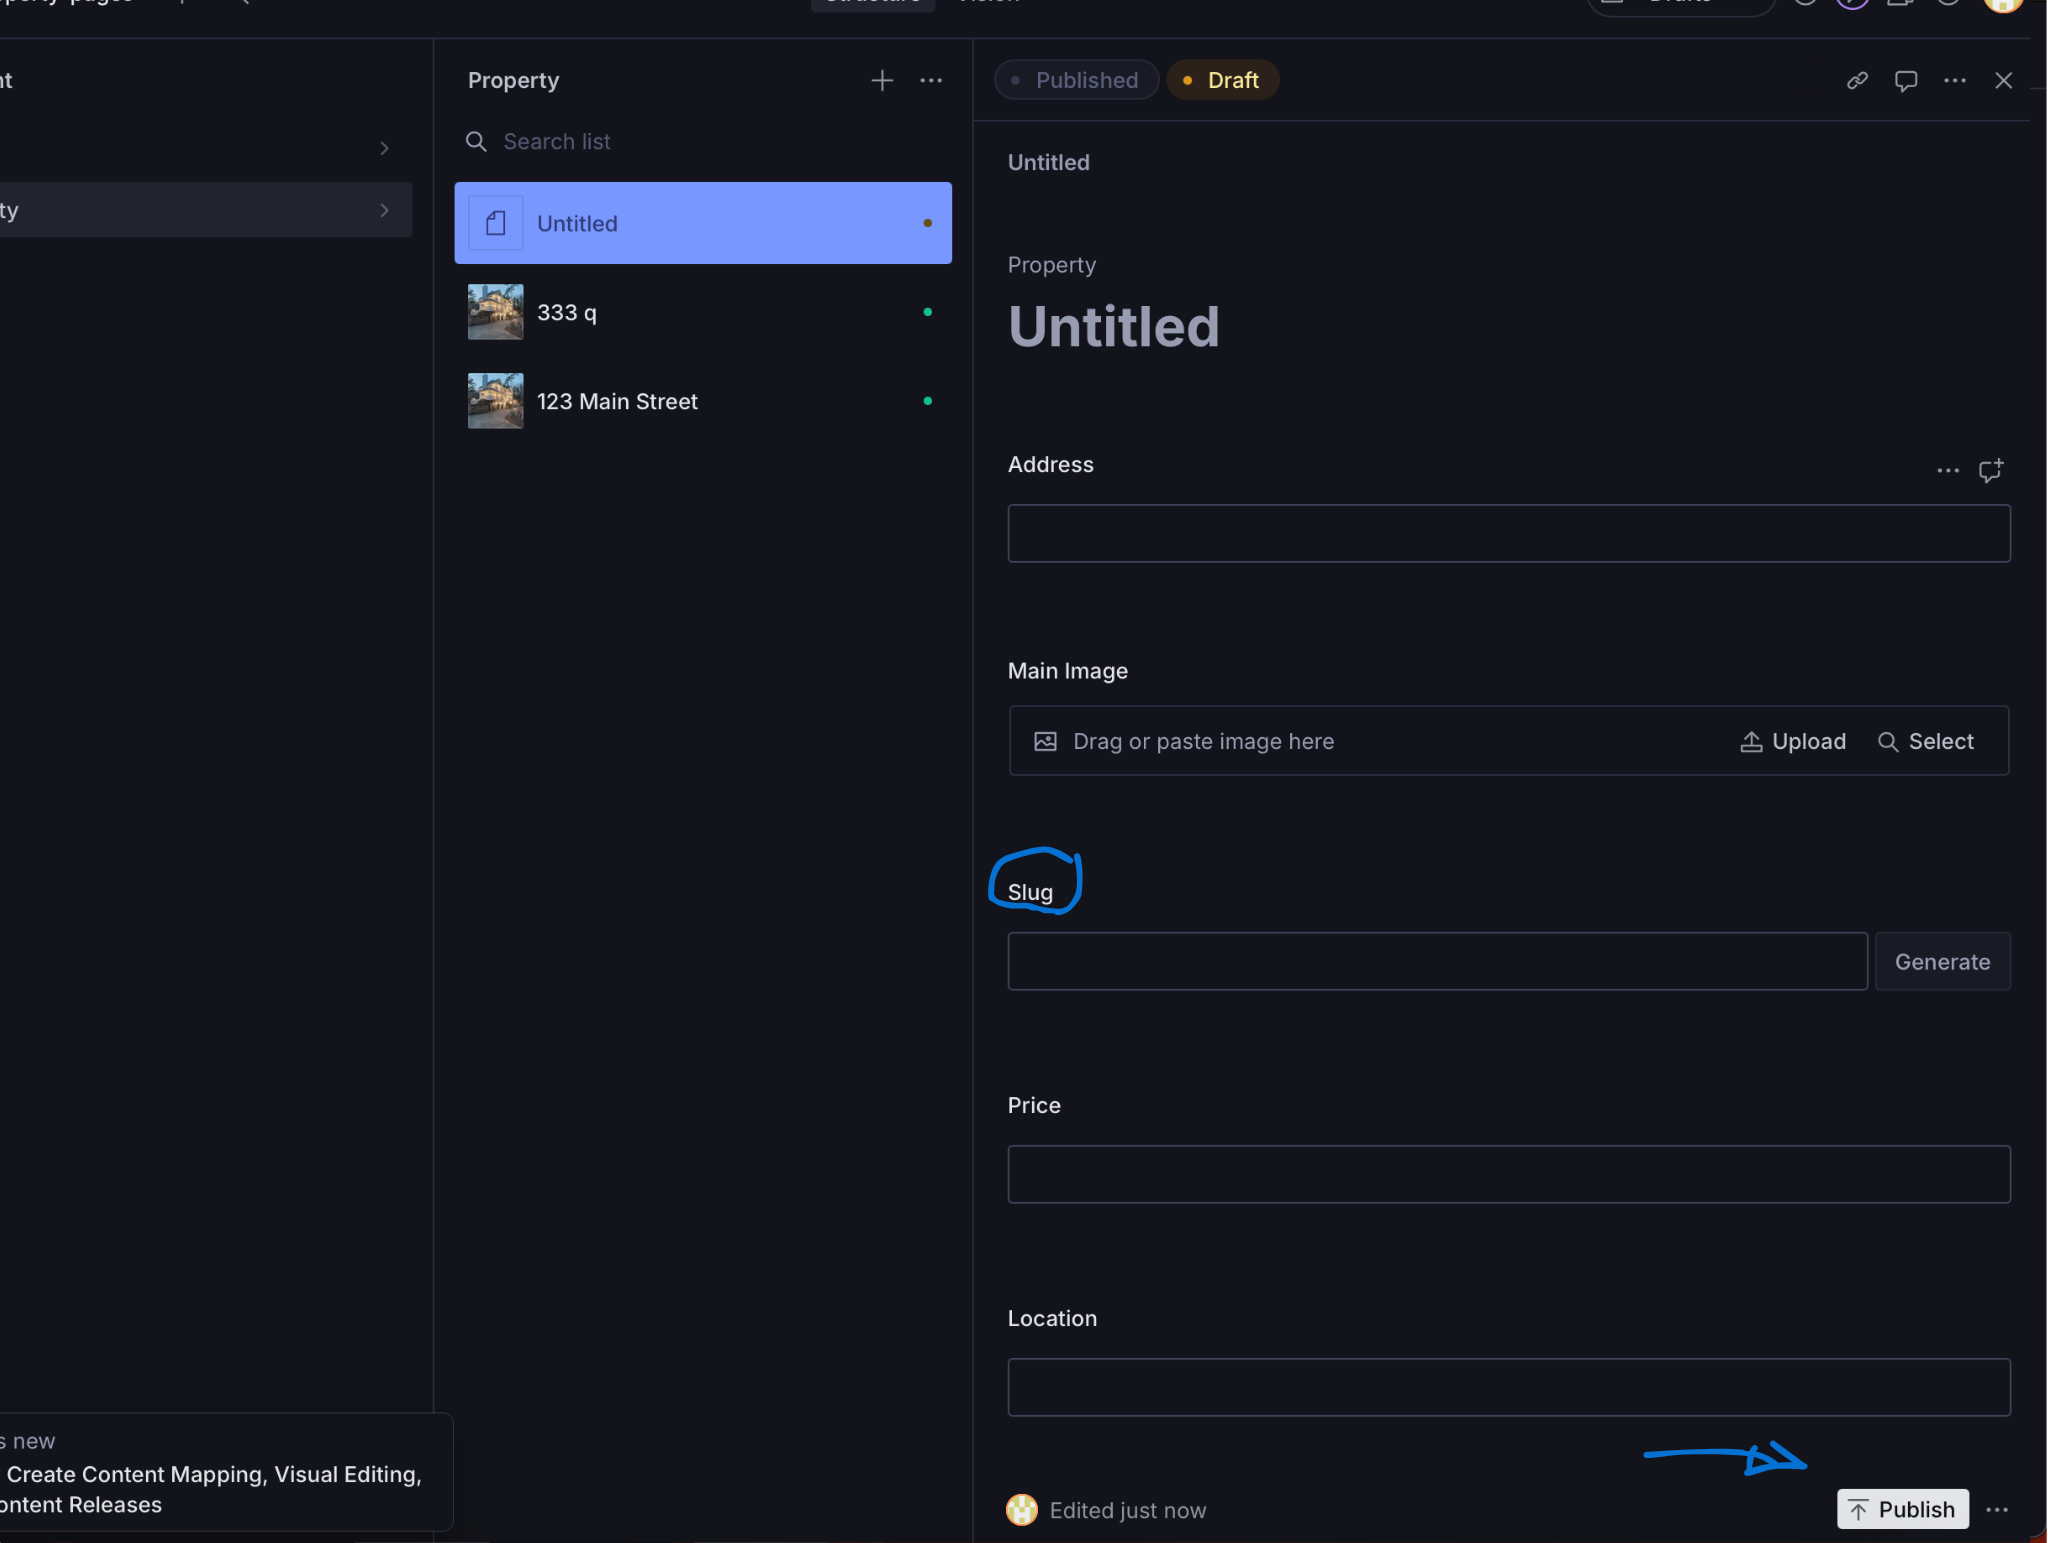 Property
Published
Draft
Search list
Untitled
ty
Untitled
333 q
123 Main Street
Property
Untitled
Address
Main Image
Drag or paste image here
Upload
Select
Slug
Generate
Price
Location
s new
Create Content Mapping, Visual Editing,
ontent Releases
Edited just now
Publish